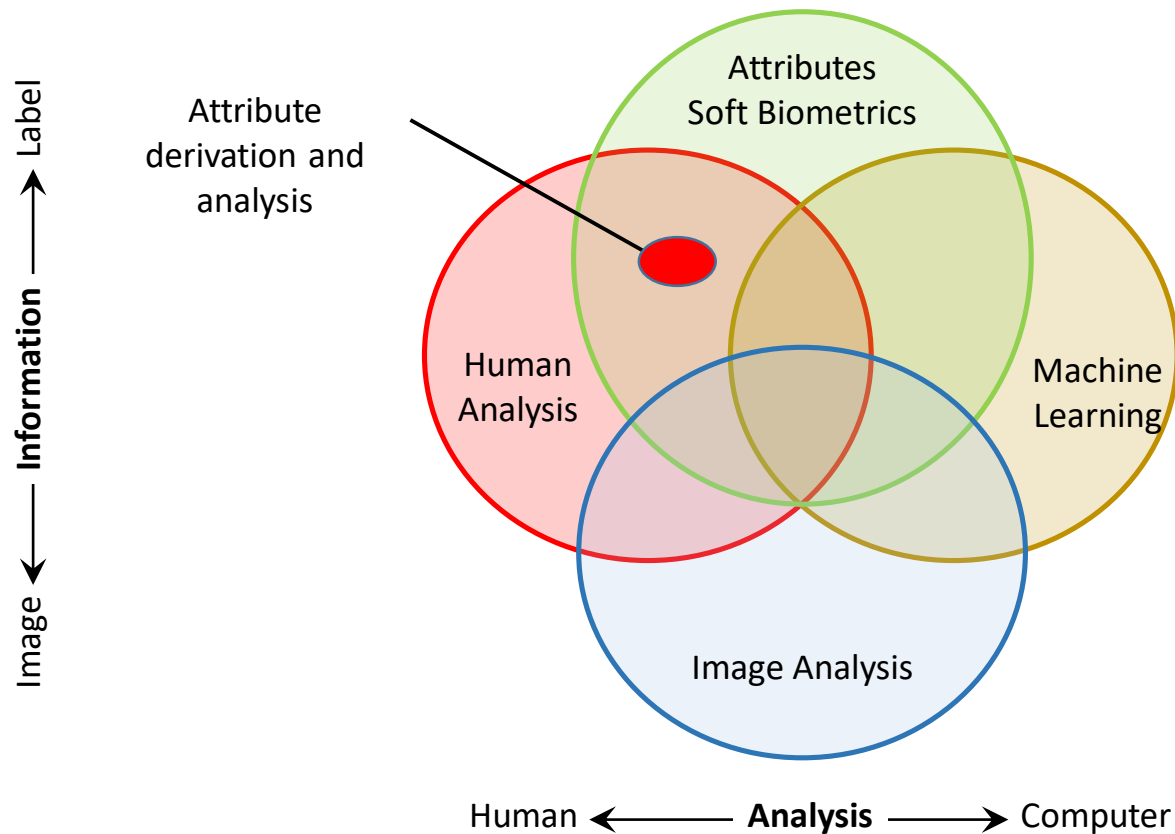 Attributes
Soft Biometrics
Attribute
derivation and
analysis
Human
Analysis
Machine
Learning
Image Analysis
Image ← Information → Label
Human ← Analysis → Computer